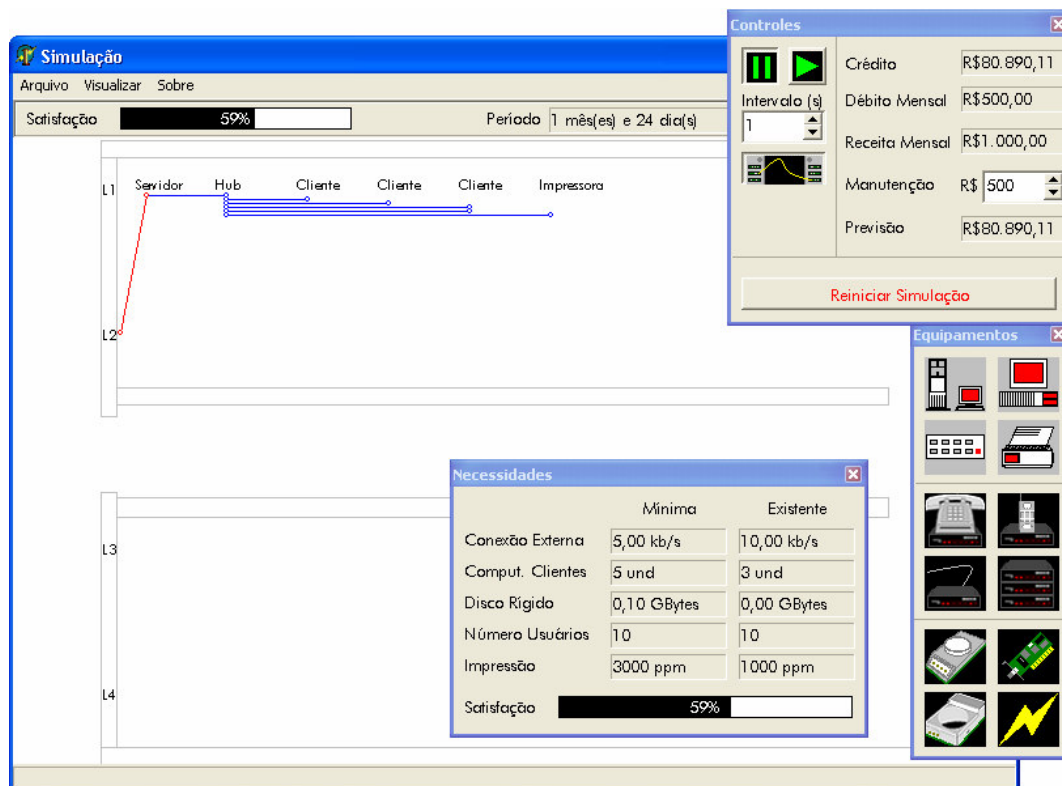 Simulação
Arquivo Visualizar Sobre
Satisfação 59% Período 1 mês(es) e 24 dia(s)
L1 Servidor Hub Cliente Cliente Cliente Impressora
L2
L3
L4
Controles
Intervalo (s)
1
Crédito R$80.890,11
Débito Mensal R$500,00
Receita Mensal R$1.000,00
Manutenção R$ 500
Previsão R$80.890,11
Reiniciar Simulação
Equipamentos
Necessidades
Mínima Existente
Conexão Externa 5,00 kb/s 10,00 kb/s
Comput. Clientes 5 und 3 und
Disco Rígido 0,10 GBytes 0,00 GBytes
Número Usuários 10 10
Impressão 3000 ppm 1000 ppm
Satisfação 59%